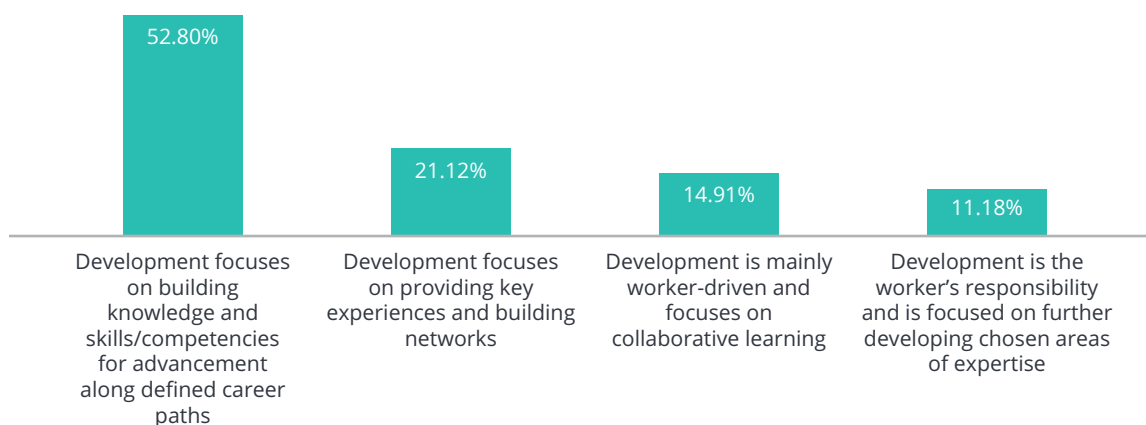 52.80%
21.12%
14.91%
11.18%
Development focuses
on building
knowledge and
skills/competencies
for advancement
along defined career
paths
Development focuses
on providing key
experiences and building
networks
Development is mainly
worker-driven and
focuses on
collaborative learning
Development is the
worker’s responsibility
and is focused on further
developing chosen areas
of expertise